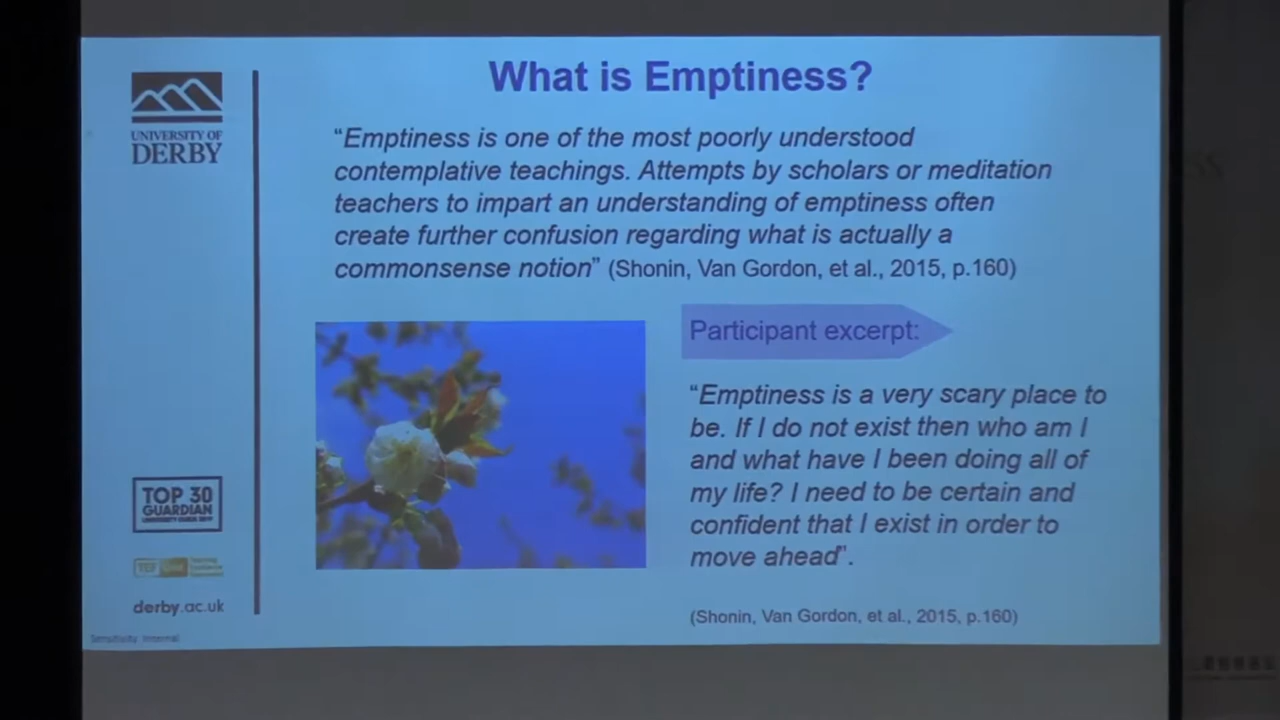 What is Emptiness?
UNIVERSITY OF
DERBY
“Emptiness is one of the most poorly understood
contemplative teachings. Attempts by scholars or meditation
teachers to impart an understanding of emptiness often
create further confusion regarding what is actually a
commonsense notion” (Shonin, Van Gordon, et al., 2015, p.160)
Participant excerpt:
“Emptiness is a very scary place to
be. If I do not exist then who am I
and what have I been doing all of
my life? I need to be certain and
confident that I exist in order to
move ahead”.
(Shonin, Van Gordon, et al., 2015, p.160)
TOP 30
GUARDIAN
UNIVERSITY GUIDE
TEF
derby.ac.uk
Sensitivity: Internal